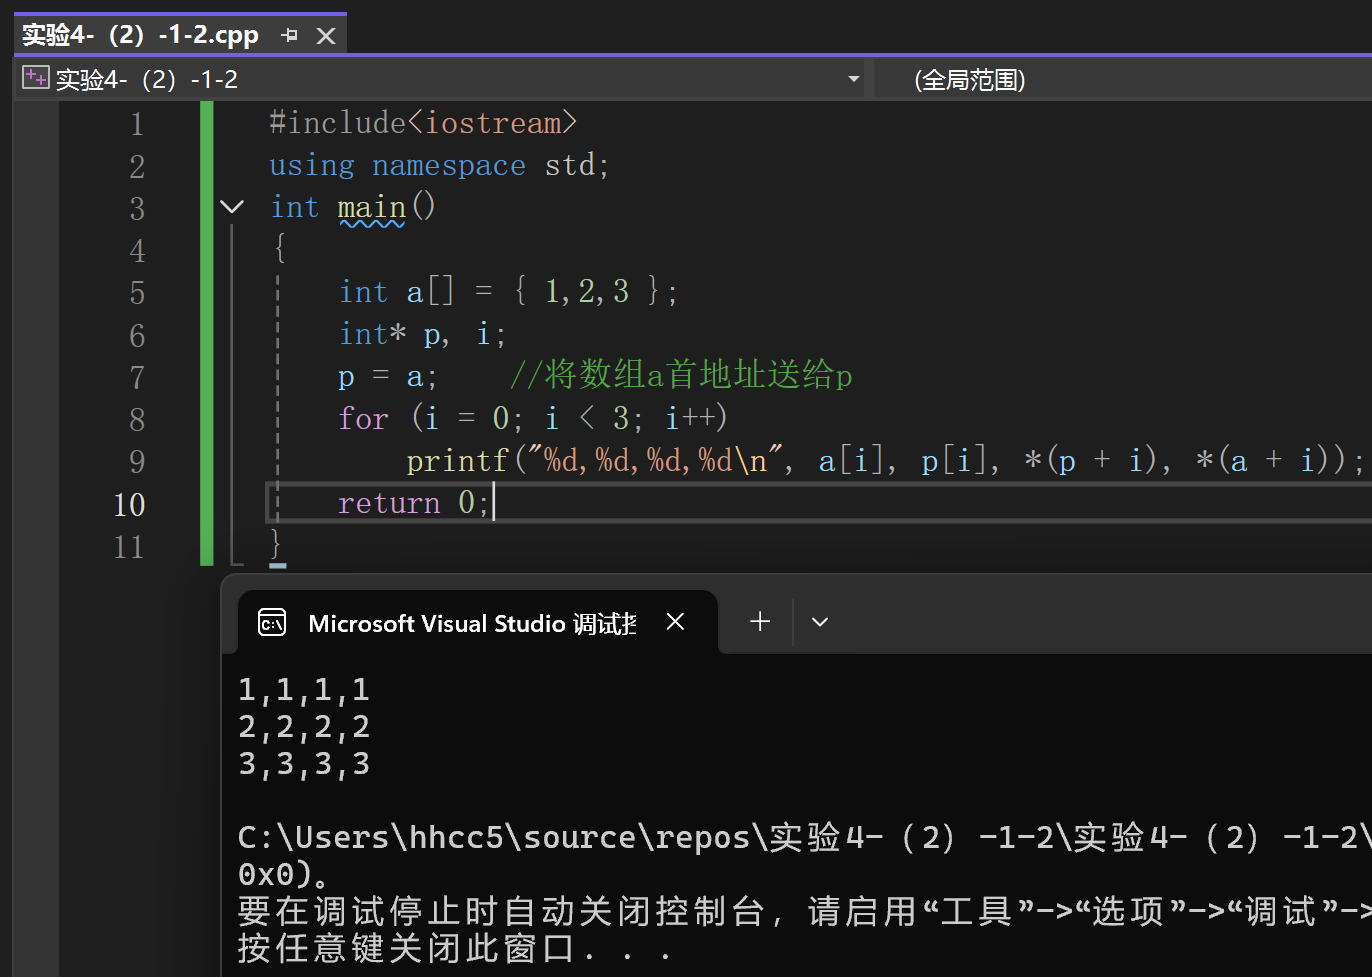 实验4-（2）-1-2.cpp
实验4-（2）-1-2
(全局范围)
1 #include<iostream>
2 using namespace std;
3 int main()
4 {
5 int a[] = { 1,2,3 };
6 int* p, i;
7 p = a; //将数组a首地址送给p
8 for (i = 0; i < 3; i++)
9 printf("%d,%d,%d,%d\n", a[i], p[i], *(p + i), *(a + i));
10 return 0;
11 }
Microsoft Visual Studio 调试
1,1,1,1
2,2,2,2
3,3,3,3
C:\Users\hhcc5\source\repos\实验4-（2）-1-2\实验4-（2）-1-2\
0x0)。
要在调试停止时自动关闭控制台，请启用“工具”->“选项”->“调试”->
按任意键关闭此窗口. . .